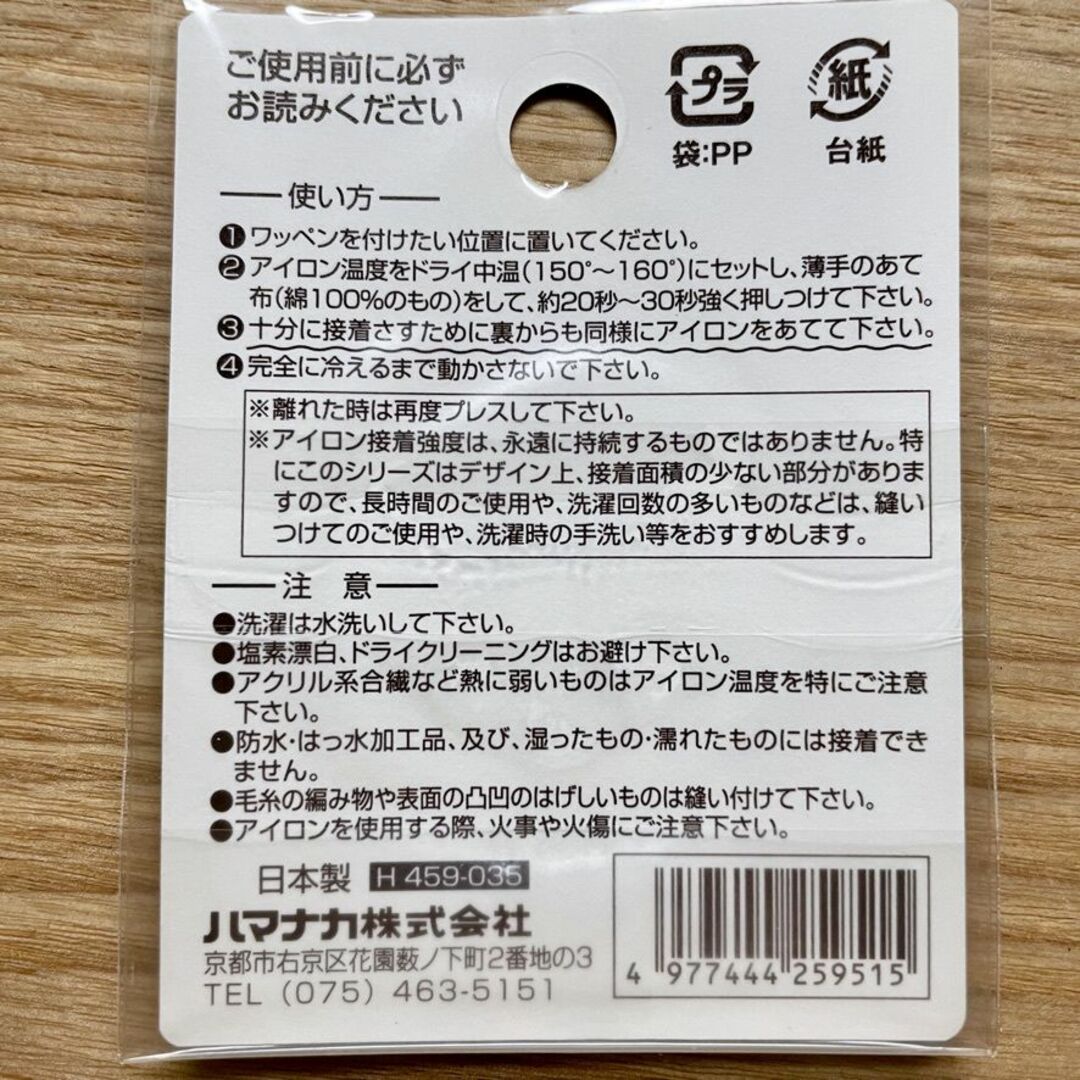 ご使用前に必ず
お読みください
プラ
袋:PP
紙
台紙
使い方
❶ワッペンを付けたい位置に置いてください。
❷アイロン温度をドライ中温(150°〜160°)にセットし、薄手のあて
布(綿100%のもの)をして、約20秒〜30秒強く押しつけて下さい。
❸十分に接着さすために裏からも同様にアイロンをあてて下さい。
❹完全に冷えるまで動かさないで下さい。
※離れた時は再度プレスして下さい。
※アイロン接着強度は、永遠に持続するものではありません。特
にこのシリーズはデザイン上、接着面積の少ない部分がありま
すので、長時間のご使用や、洗濯回数の多いものなどは、縫い
つけてのご使用や、洗濯時の手洗い等をおすすめします。
注 意
●洗濯は水洗いして下さい。
●塩素漂白、ドライクリーニングはお避け下さい。
●アクリル系合繊など熱に弱いものはアイロン温度を特にご注意
下さい。
●防水・はっ水加工品、及び、湿ったもの・濡れたものには接着でき
ません。
●毛糸の編み物や表面の凸凹のはげしいものは縫い付けて下さい。
●アイロンを使用する際、火事や火傷にご注意下さい。
日本製 H 459-035
ハマナカ株式会社
京都市右京区花園薮ノ下町2番地の3
TEL (075) 463-5151
4 977444 259515